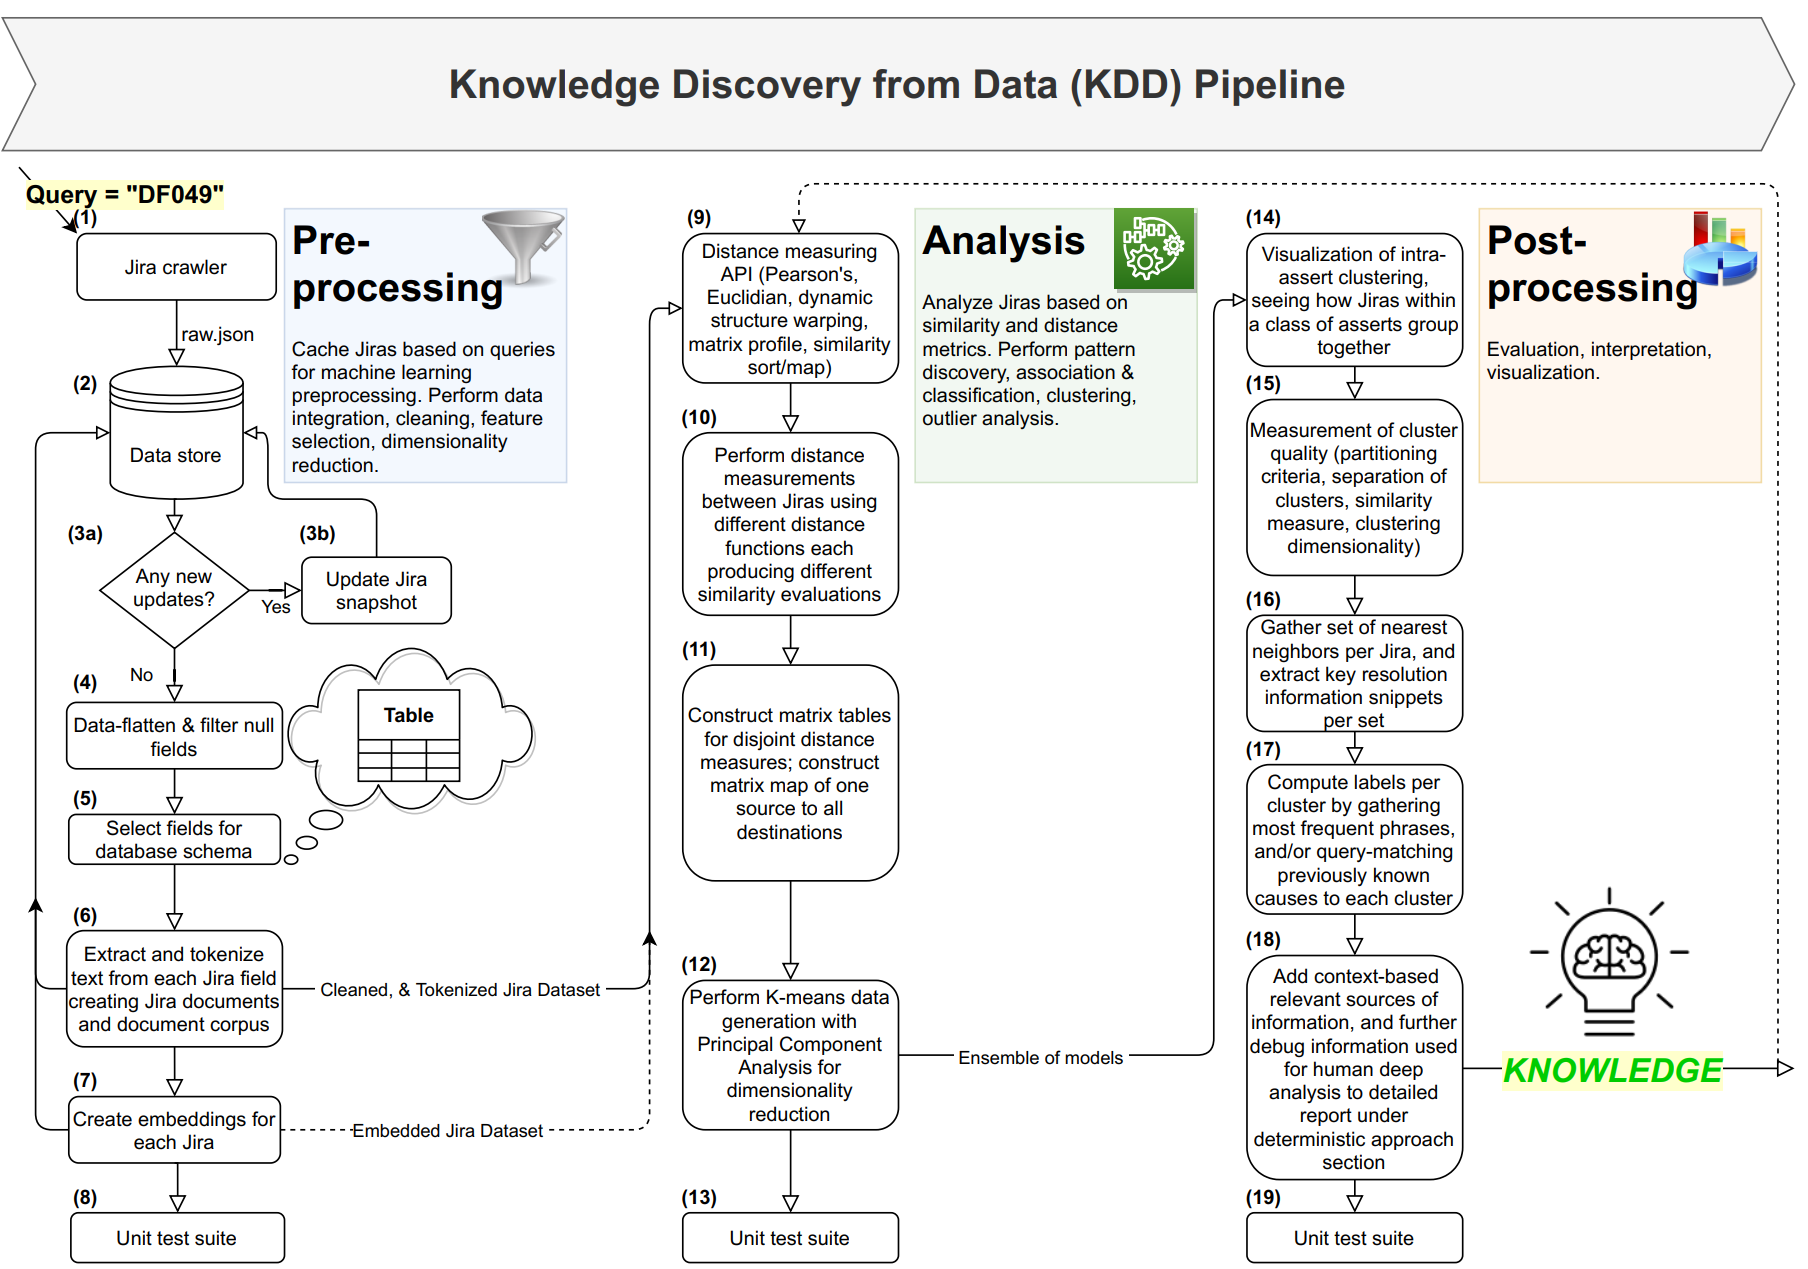 Knowledge Discovery from Data (KDD) Pipeline
Query = "DF049"
(1)
Jira crawler
raw.json
(2)
Data store
(3a)
Any new
updates?
Yes
(3b)
Update Jira
snapshot
No
(4)
Data-flatten & filter null
fields
Table
(5)
Select fields for
database schema
(6)
Extract and tokenize
text from each Jira field
creating Jira documents
and document corpus
Cleaned, & Tokenized Jira Dataset
(7)
Create embeddings for
each Jira
Embedded Jira Dataset
(8)
Unit test suite
Pre-
processing
Cache Jiras based on queries
for machine learning
preprocessing. Perform data
integration, cleaning, feature
selection, dimensionality
reduction.
(9)
Distance measuring
API (Pearson's,
Euclidian, dynamic
structure warping,
matrix profile, similarity
sort/map)
(10)
Perform distance
measurements
between Jiras using
different distance
functions each
producing different
similarity evaluations
(11)
Construct matrix tables
for disjoint distance
measures; construct
matrix map of one
source to all
destinations
(12)
Perform K-means data
generation with
Principal Component
Analysis for
dimensionality
reduction
Ensemble of models
(13)
Unit test suite
Analysis
Analyze Jiras based on
similarity and distance
metrics. Perform pattern
discovery, association &
classification, clustering,
outlier analysis.
(14)
Visualization of intra-
assert clustering,
seeing how Jiras within
a class of asserts group
together
(15)
Measurement of cluster
quality (partitioning
criteria, separation of
clusters, similarity
measure, clustering
dimensionality)
(16)
Gather set of nearest
neighbors per Jira, and
extract key resolution
information snippets
per set
(17)
Compute labels per
cluster by gathering
most frequent phrases,
and/or query-matching
previously known
causes to each cluster
(18)
Add context-based
relevant sources of
information, and further
debug information used
for human deep
analysis to detailed
report under
deterministic approach
section
KNOWLEDGE
(19)
Unit test suite
Post-
processing
Evaluation, interpretation,
visualization.